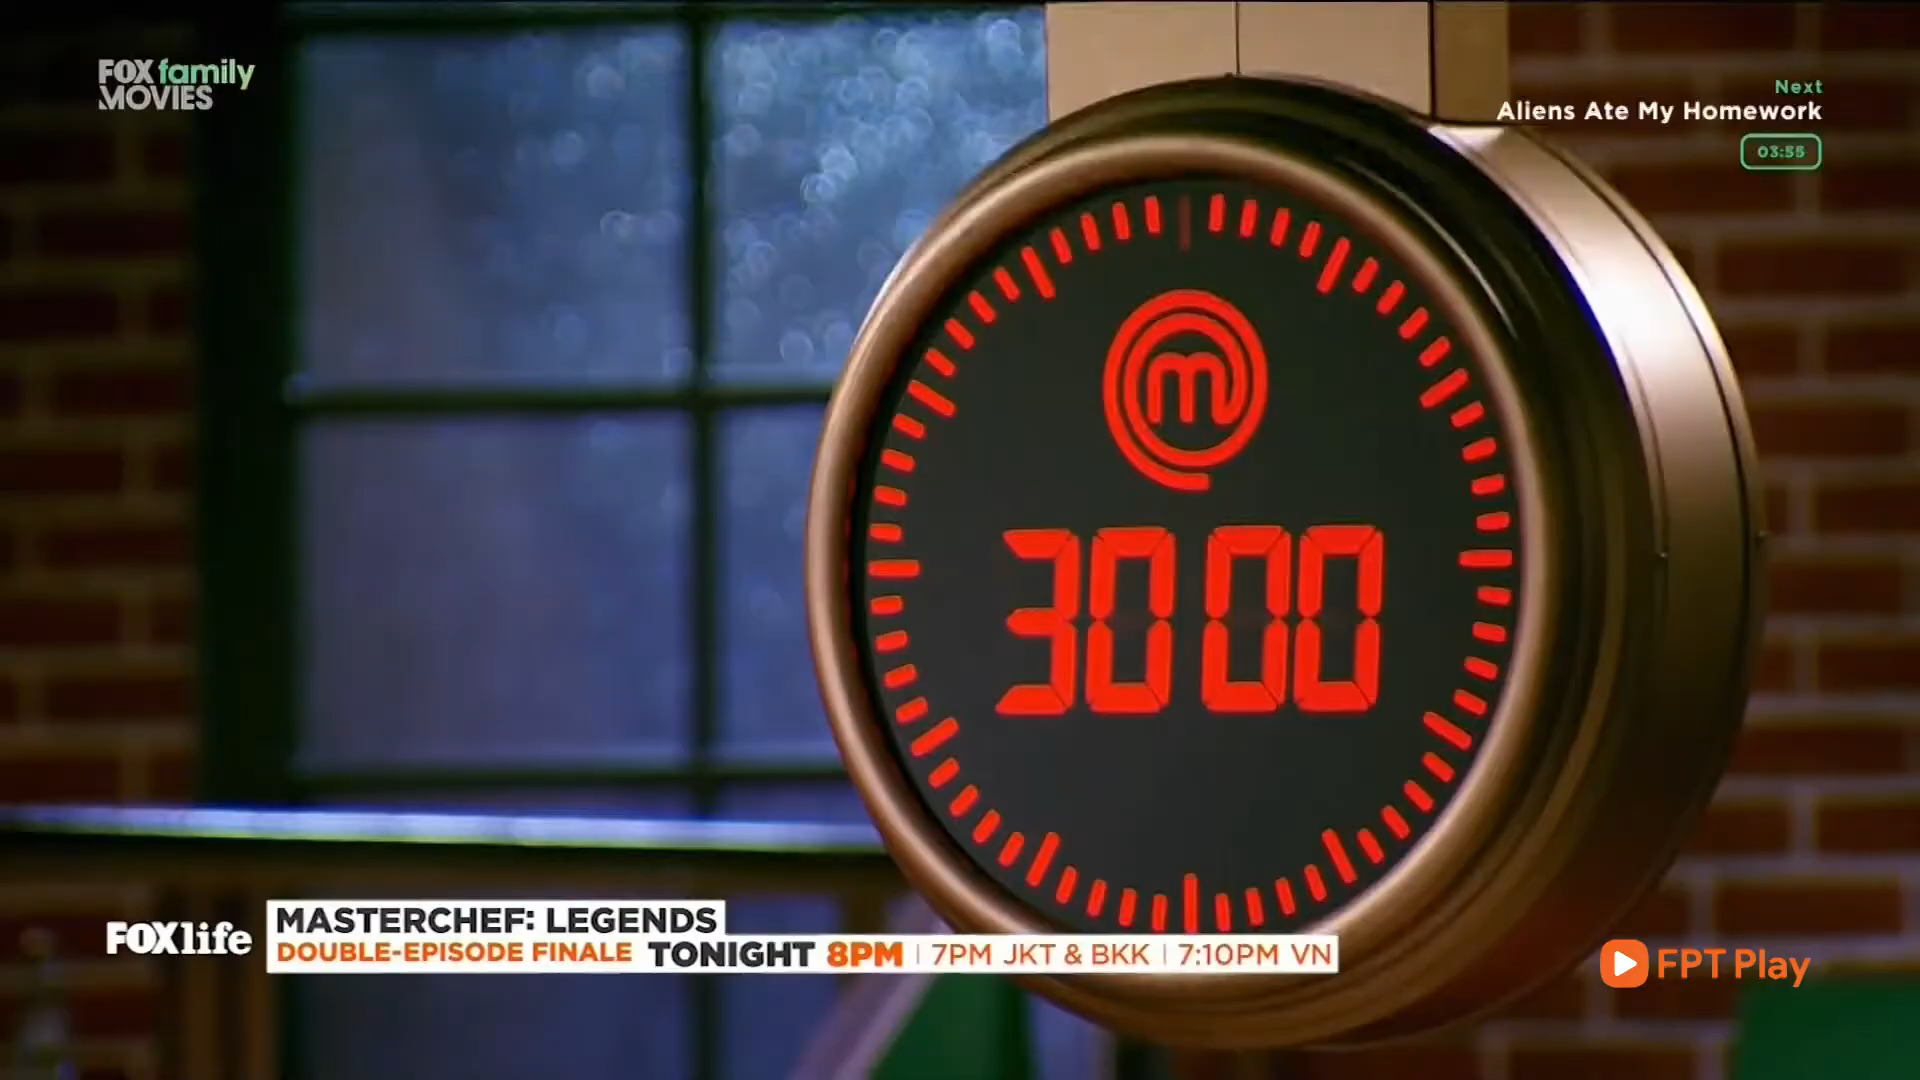 FOX family
MOVIES
Next
Aliens Ate My Homework
03:55
m
30 00
FOXlife
MASTERCHEF: LEGENDS
DOUBLE-EPISODE FINALE TONIGHT 8PM | 7PM JKT & BKK | 7:10PM VN
FPT Play